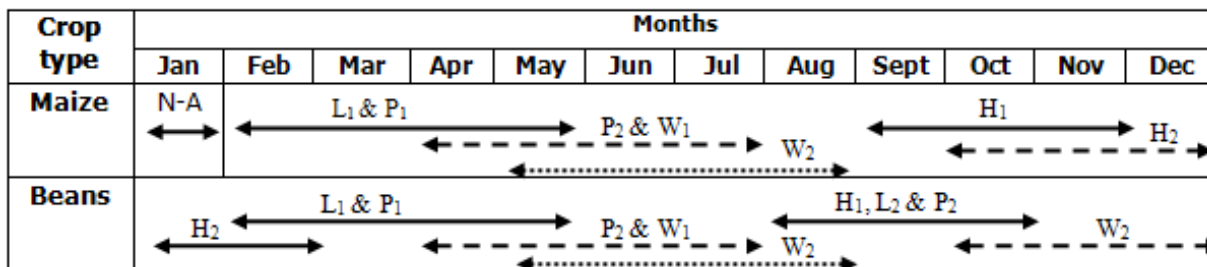 Crop type Months
Jan Feb Mar Apr May Jun Jul Aug Sept Oct Nov Dec
Maize N-A L₁ & P₁ P₂ & W₁ W₂ H₁ H₂
Beans H₂ L₁ & P₁ P₂ & W₁ W₂ H₁, L₂ & P₂ W₂